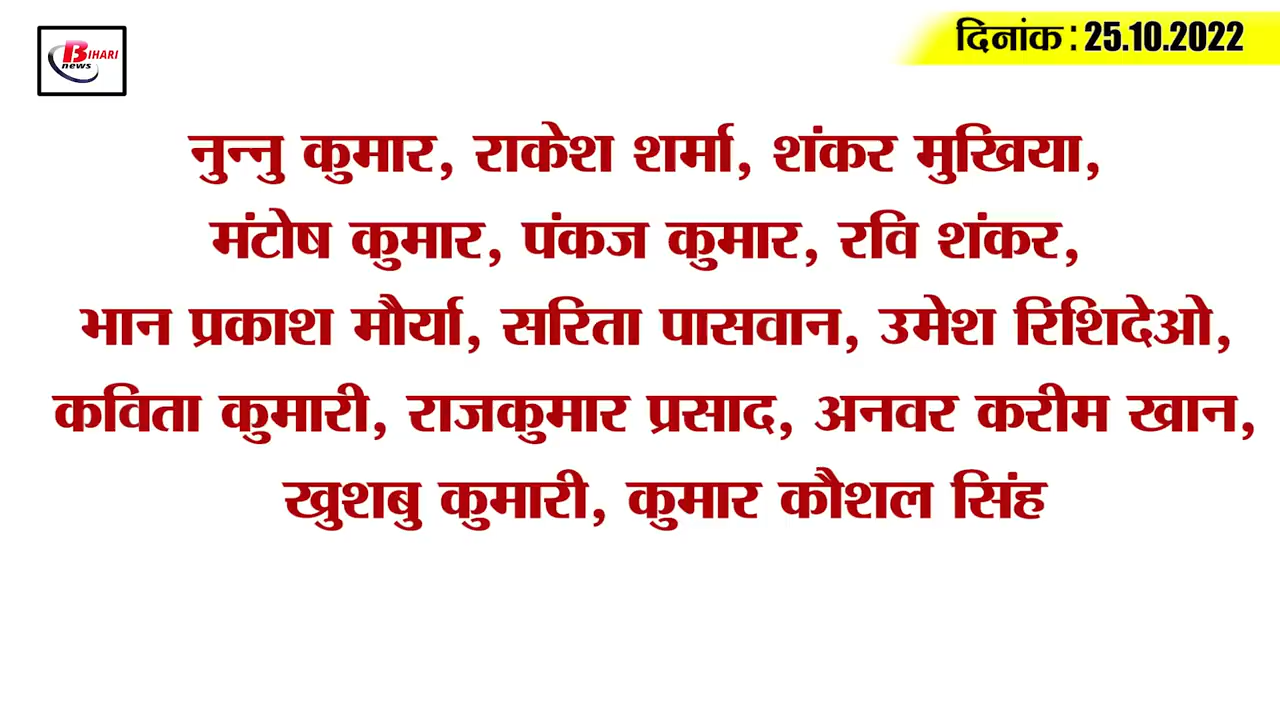 BIHARI
news
दिनांक : 25.10.2022
नुन्नु कुमार, राकेश शर्मा, शंकर मुखिया,
मंटोष कुमार, पंकज कुमार, रवि शंकर,
भान प्रकाश मौर्या, सरिता पासवान, उमेश रिशिदेओ,
कविता कुमारी, राजकुमार प्रसाद, अनवर करीम खान,
खुशबु कुमारी, कुमार कौशल सिंह